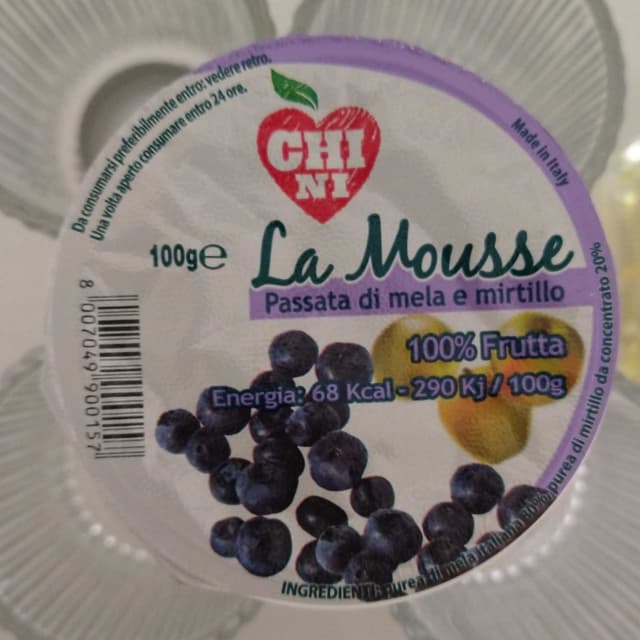 Da consumarsi preferibilmente entro: vedere retro.
Una volta aperto consumare entro 24 ore.
CHI
NI
Made in Italy
100g e
La Mousse
Passata di mela e mirtillo
100% Frutta
Energia: 68 Kcal - 290 Kj / 100g
8 007049 900157
INGREDIENTI: purea di mela italiana 80%, purea di mirtillo da concentrato 20%